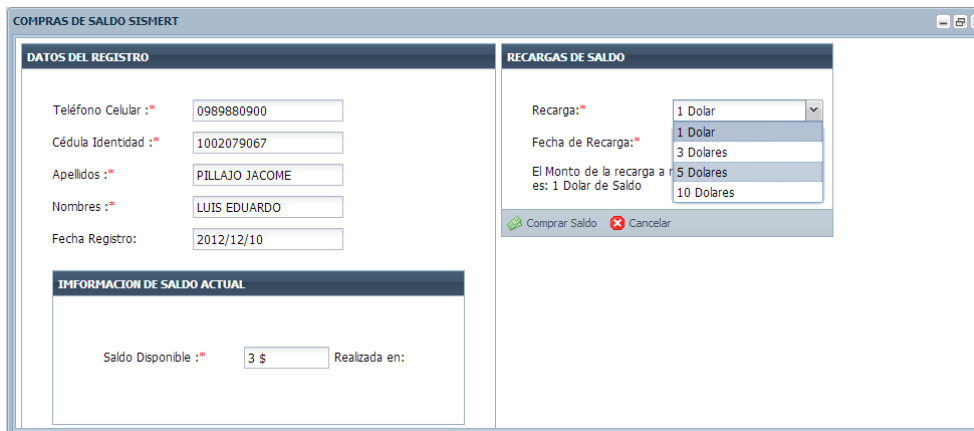 COMPRAS DE SALDO SISMERT
DATOS DEL REGISTRO
Teléfono Celular :* 0989880900
Cédula Identidad :* 1002079067
Apellidos :* PILLAJO JACOME
Nombres :* LUIS EDUARDO
Fecha Registro: 2012/12/10
IMFORMACION DE SALDO ACTUAL
Saldo Disponible :* 3 $ Realizada en:
RECARGAS DE SALDO
Recarga:* 1 Dolar
1 Dolar
3 Dolares
5 Dolares
10 Dolares
Fecha de Recarga:*
El Monto de la recarga a
es: 1 Dolar de Saldo
Comprar Saldo Cancelar